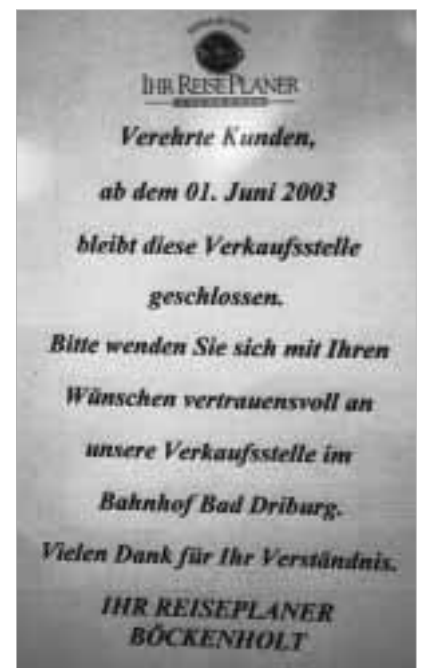 IHR REISEPLANER
Verehrte Kunden,
ab dem 01. Juni 2003
bleibt diese Verkaufsstelle
geschlossen.
Bitte wenden Sie sich mit Ihren
Wünschen vertrauensvoll an
unsere Verkaufsstelle im
Bahnhof Bad Driburg.
Vielen Dank für Ihr Verständnis.
IHR REISEPLANER
BÖCKENHOLT